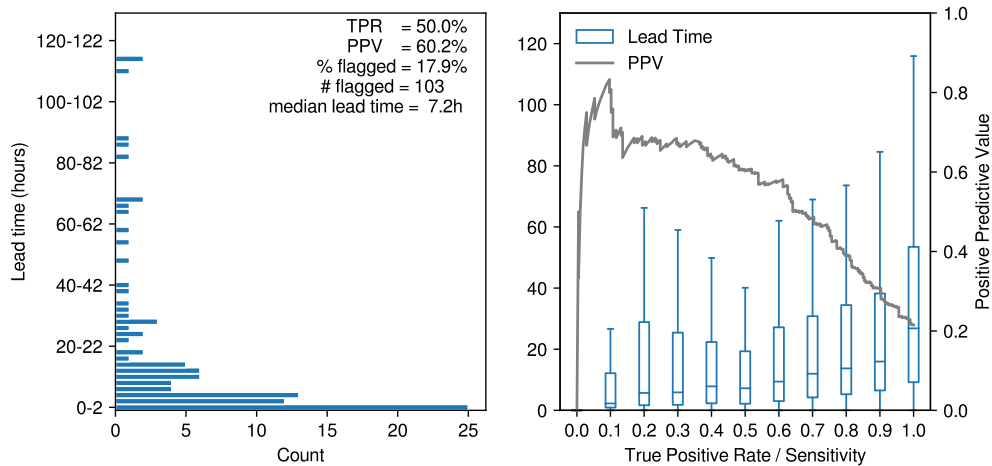 TPR = 50.0%
PPV = 60.2%
% flagged = 17.9%
# flagged = 103
median lead time = 7.2h
Lead time (hours)
120-122
100-102
80-82
60-62
40-42
20-22
0-2
0 5 10 15 20 25
Count
Lead Time
PPV
120
100
80
60
40
20
0
0.0 0.1 0.2 0.3 0.4 0.5 0.6 0.7 0.8 0.9 1.0
True Positive Rate / Sensitivity
1.0
0.8
0.6
0.4
0.2
0.0
Positive Predictive Value